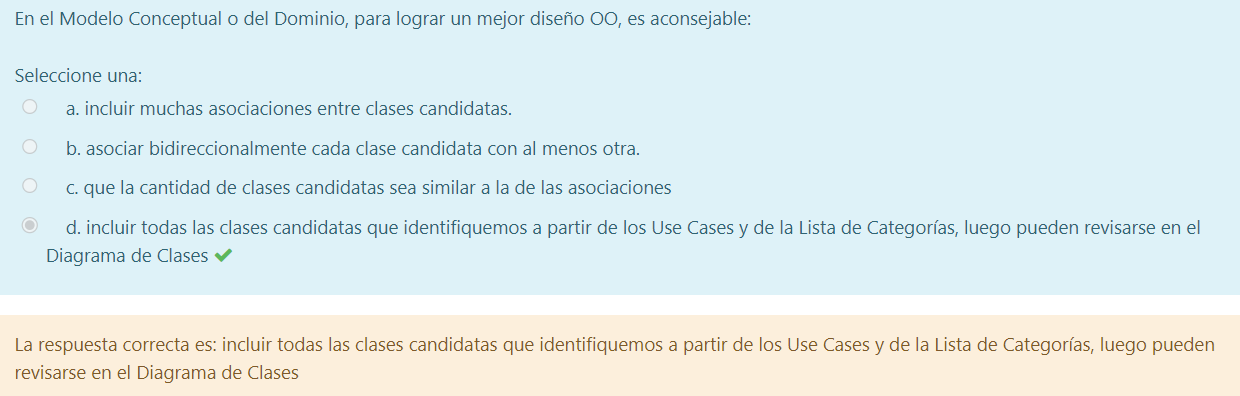 En el Modelo Conceptual o del Dominio, para lograr un mejor diseño OO, es aconsejable:
Seleccione una:
a. incluir muchas asociaciones entre clases candidatas.
b. asociar bidireccionalmente cada clase candidata con al menos otra.
c. que la cantidad de clases candidatas sea similar a la de las asociaciones
d. incluir todas las clases candidatas que identifiquemos a partir de los Use Cases y de la Lista de Categorías, luego pueden revisarse en el
Diagrama de Clases
La respuesta correcta es: incluir todas las clases candidatas que identifiquemos a partir de los Use Cases y de la Lista de Categorías, luego pueden
revisarse en el Diagrama de Clases